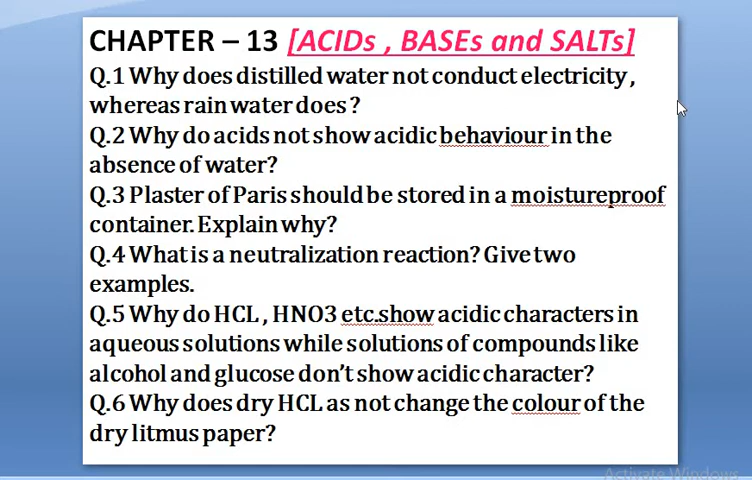 CHAPTER – 13 [ACIDs , BASEs and SALTs]
Q.1 Why does distilled water not conduct electricity ,
whereas rain water does ?
Q.2 Why do acids not show acidic behaviour in the
absence of water?
Q.3 Plaster of Paris should be stored in a moistureproof
container. Explain why?
Q.4 What is a neutralization reaction? Give two
examples.
Q.5 Why do HCL , HNO3 etc.show acidic characters in
aqueous solutions while solutions of compounds like
alcohol and glucose don’t show acidic character?
Q.6 Why does dry HCL as not change the colour of the
dry litmus paper?
Activate Windows